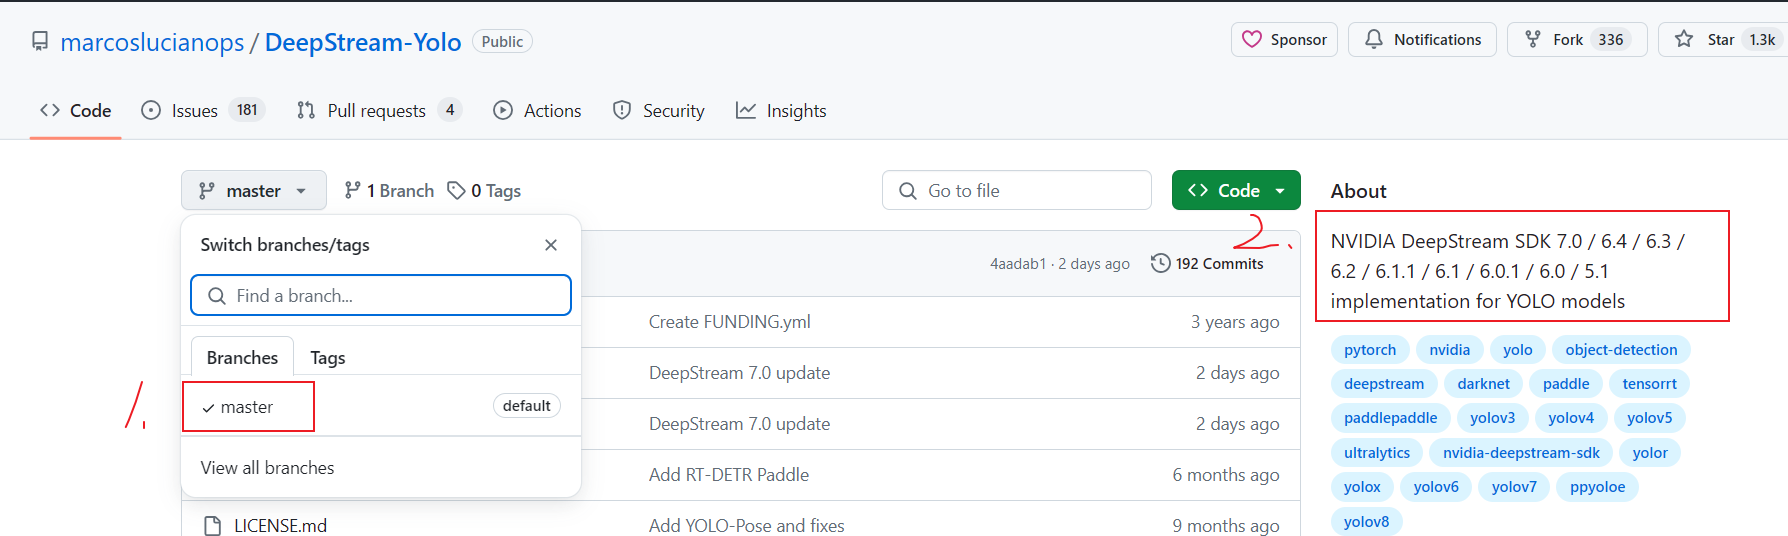 marcoslucianops / DeepStream-Yolo Public Sponsor Notifications Fork 336 Star 1.3k
Code Issues 181 Pull requests 4 Actions Security Insights
master 1 Branch 0 Tags Go to file Code
Switch branches/tags
Find a branch...
Branches Tags
master default
View all branches
1.
2.
4aadab1 · 2 days ago 192 Commits
Create FUNDING.yml 3 years ago
DeepStream 7.0 update 2 days ago
DeepStream 7.0 update 2 days ago
Add RT-DETR Paddle 6 months ago
LICENSE.md Add YOLO-Pose and fixes 9 months ago
About
NVIDIA DeepStream SDK 7.0 / 6.4 / 6.3 /
6.2 / 6.1.1 / 6.1 / 6.0.1 / 6.0 / 5.1
implementation for YOLO models
pytorch nvidia yolo object-detection
deepstream darknet paddle tensorrt
paddlepaddle yolov3 yolov4 yolov5
ultralytics nvidia-deepstream-sdk yolor
yolox yolov6 yolov7 ppyoloe
yolov8